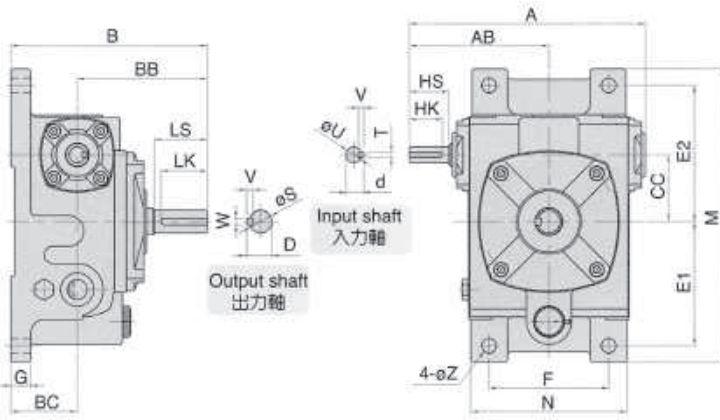 B
BB
LS
LK
V
øS
W
D
Output shaft
出力軸
G
BC
A
AB
HS
HK
V
øU
T
d
Input shaft
入力軸
E2
CC
M
E1
4-øZ
F
N